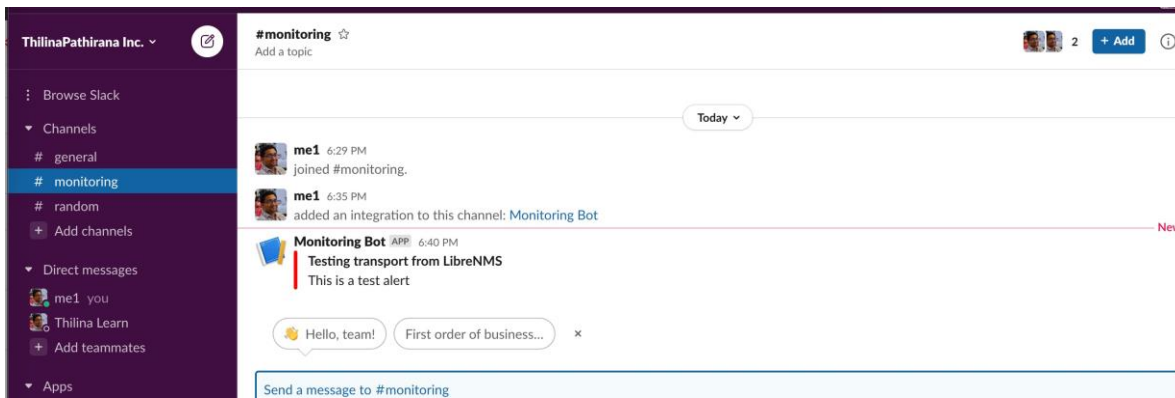 ThilinaPathirana Inc.
Browse Slack
Channels
# general
# monitoring
# random
+ Add channels
Direct messages
me1 you
Thilina Learn
+ Add teammates
Apps
#monitoring
Add a topic
2
+ Add
Today
me1 6:29 PM
joined #monitoring.
me1 6:35 PM
added an integration to this channel: Monitoring Bot
New
Monitoring Bot APP 6:40 PM
Testing transport from LibreNMS
This is a test alert
Hello, team!
First order of business...
Send a message to #monitoring